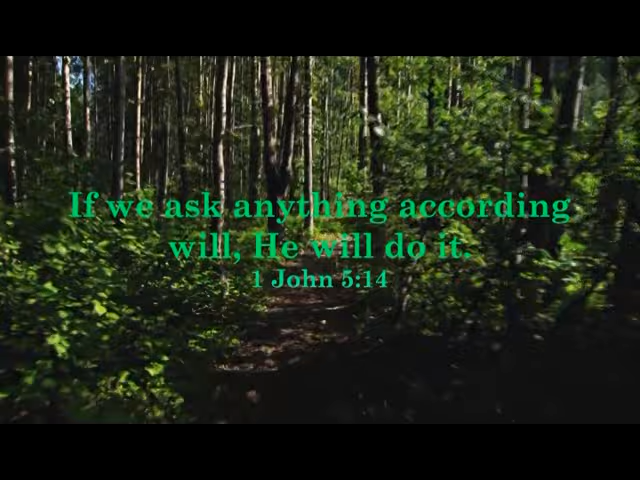 If we ask anything according
will, He will do it.
1 John 5:14